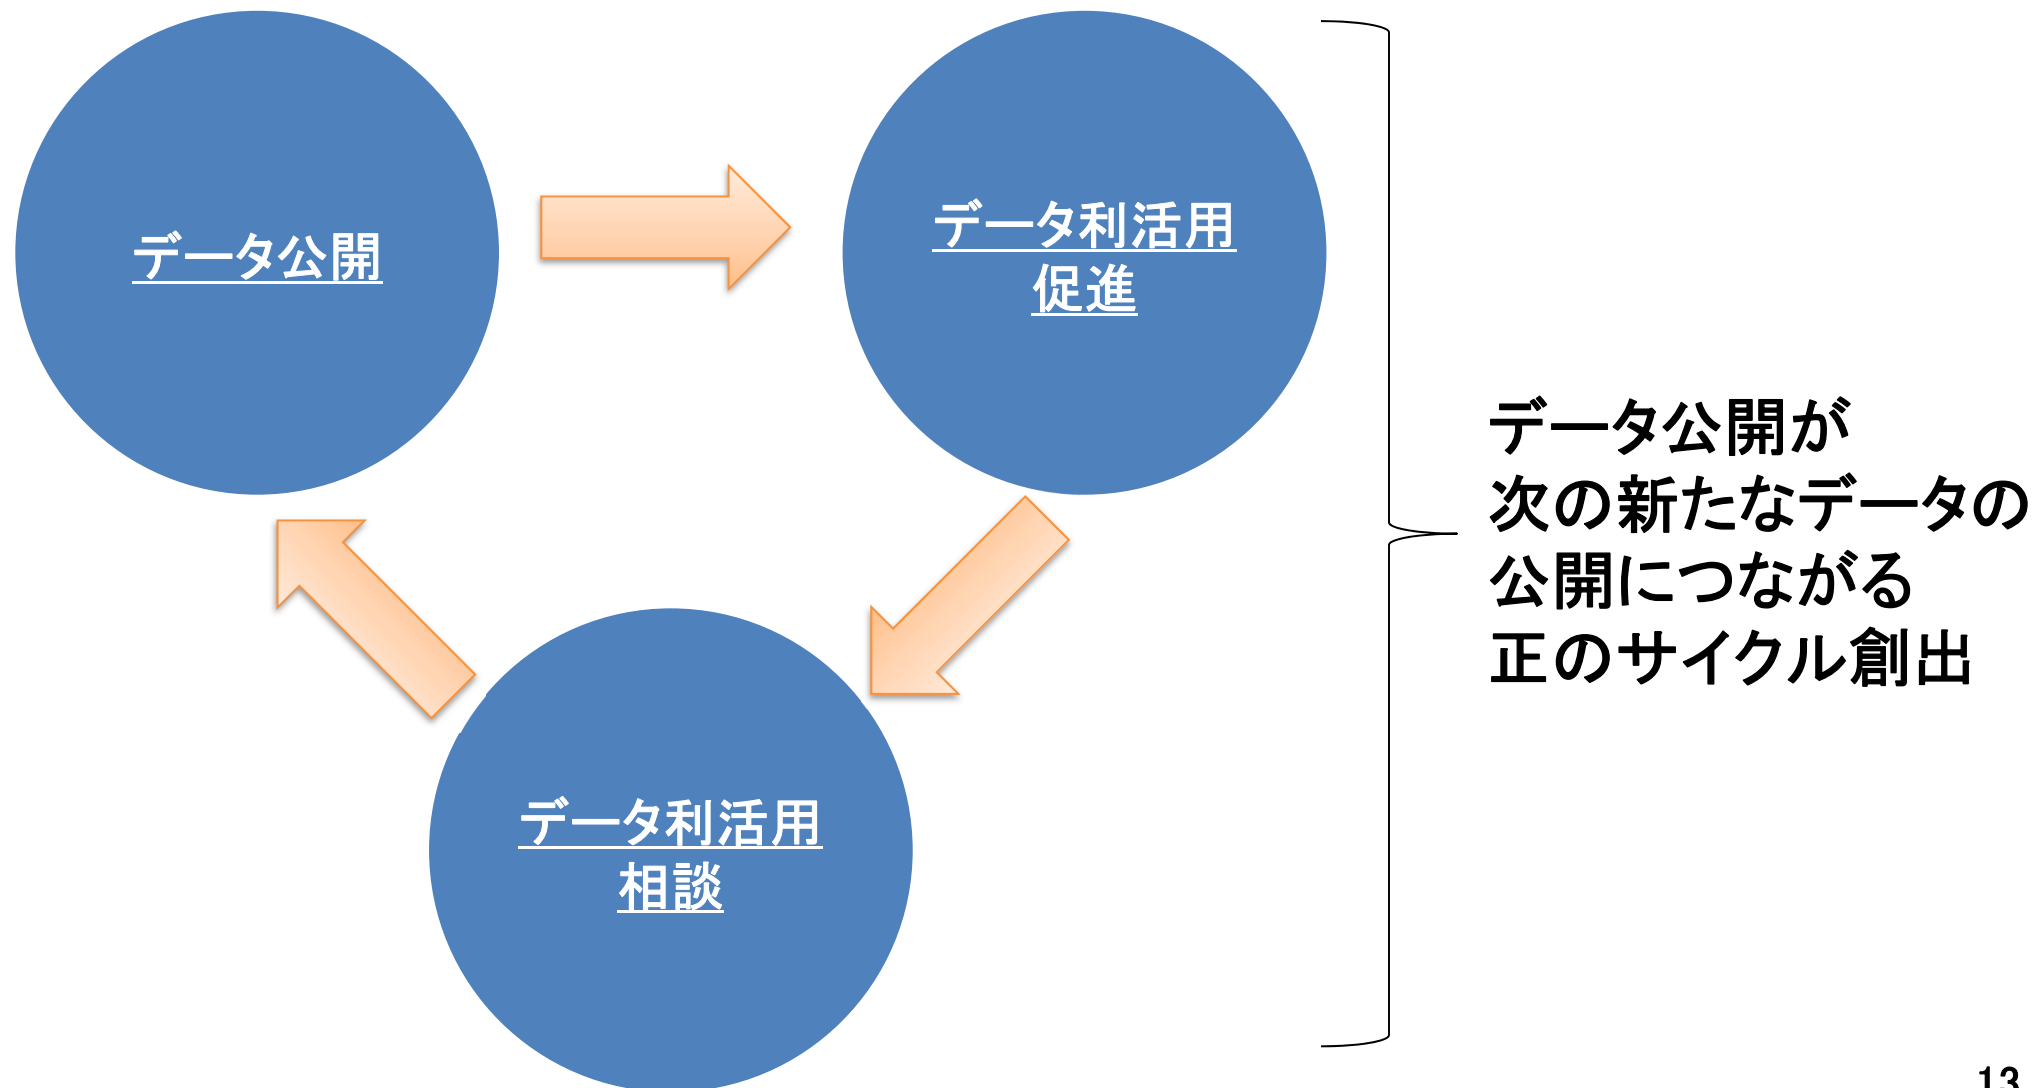 データ公開
データ利活用
促進
データ公開が
次の新たなデータの
公開につながる
正のサイクル創出
データ利活用
相談
13